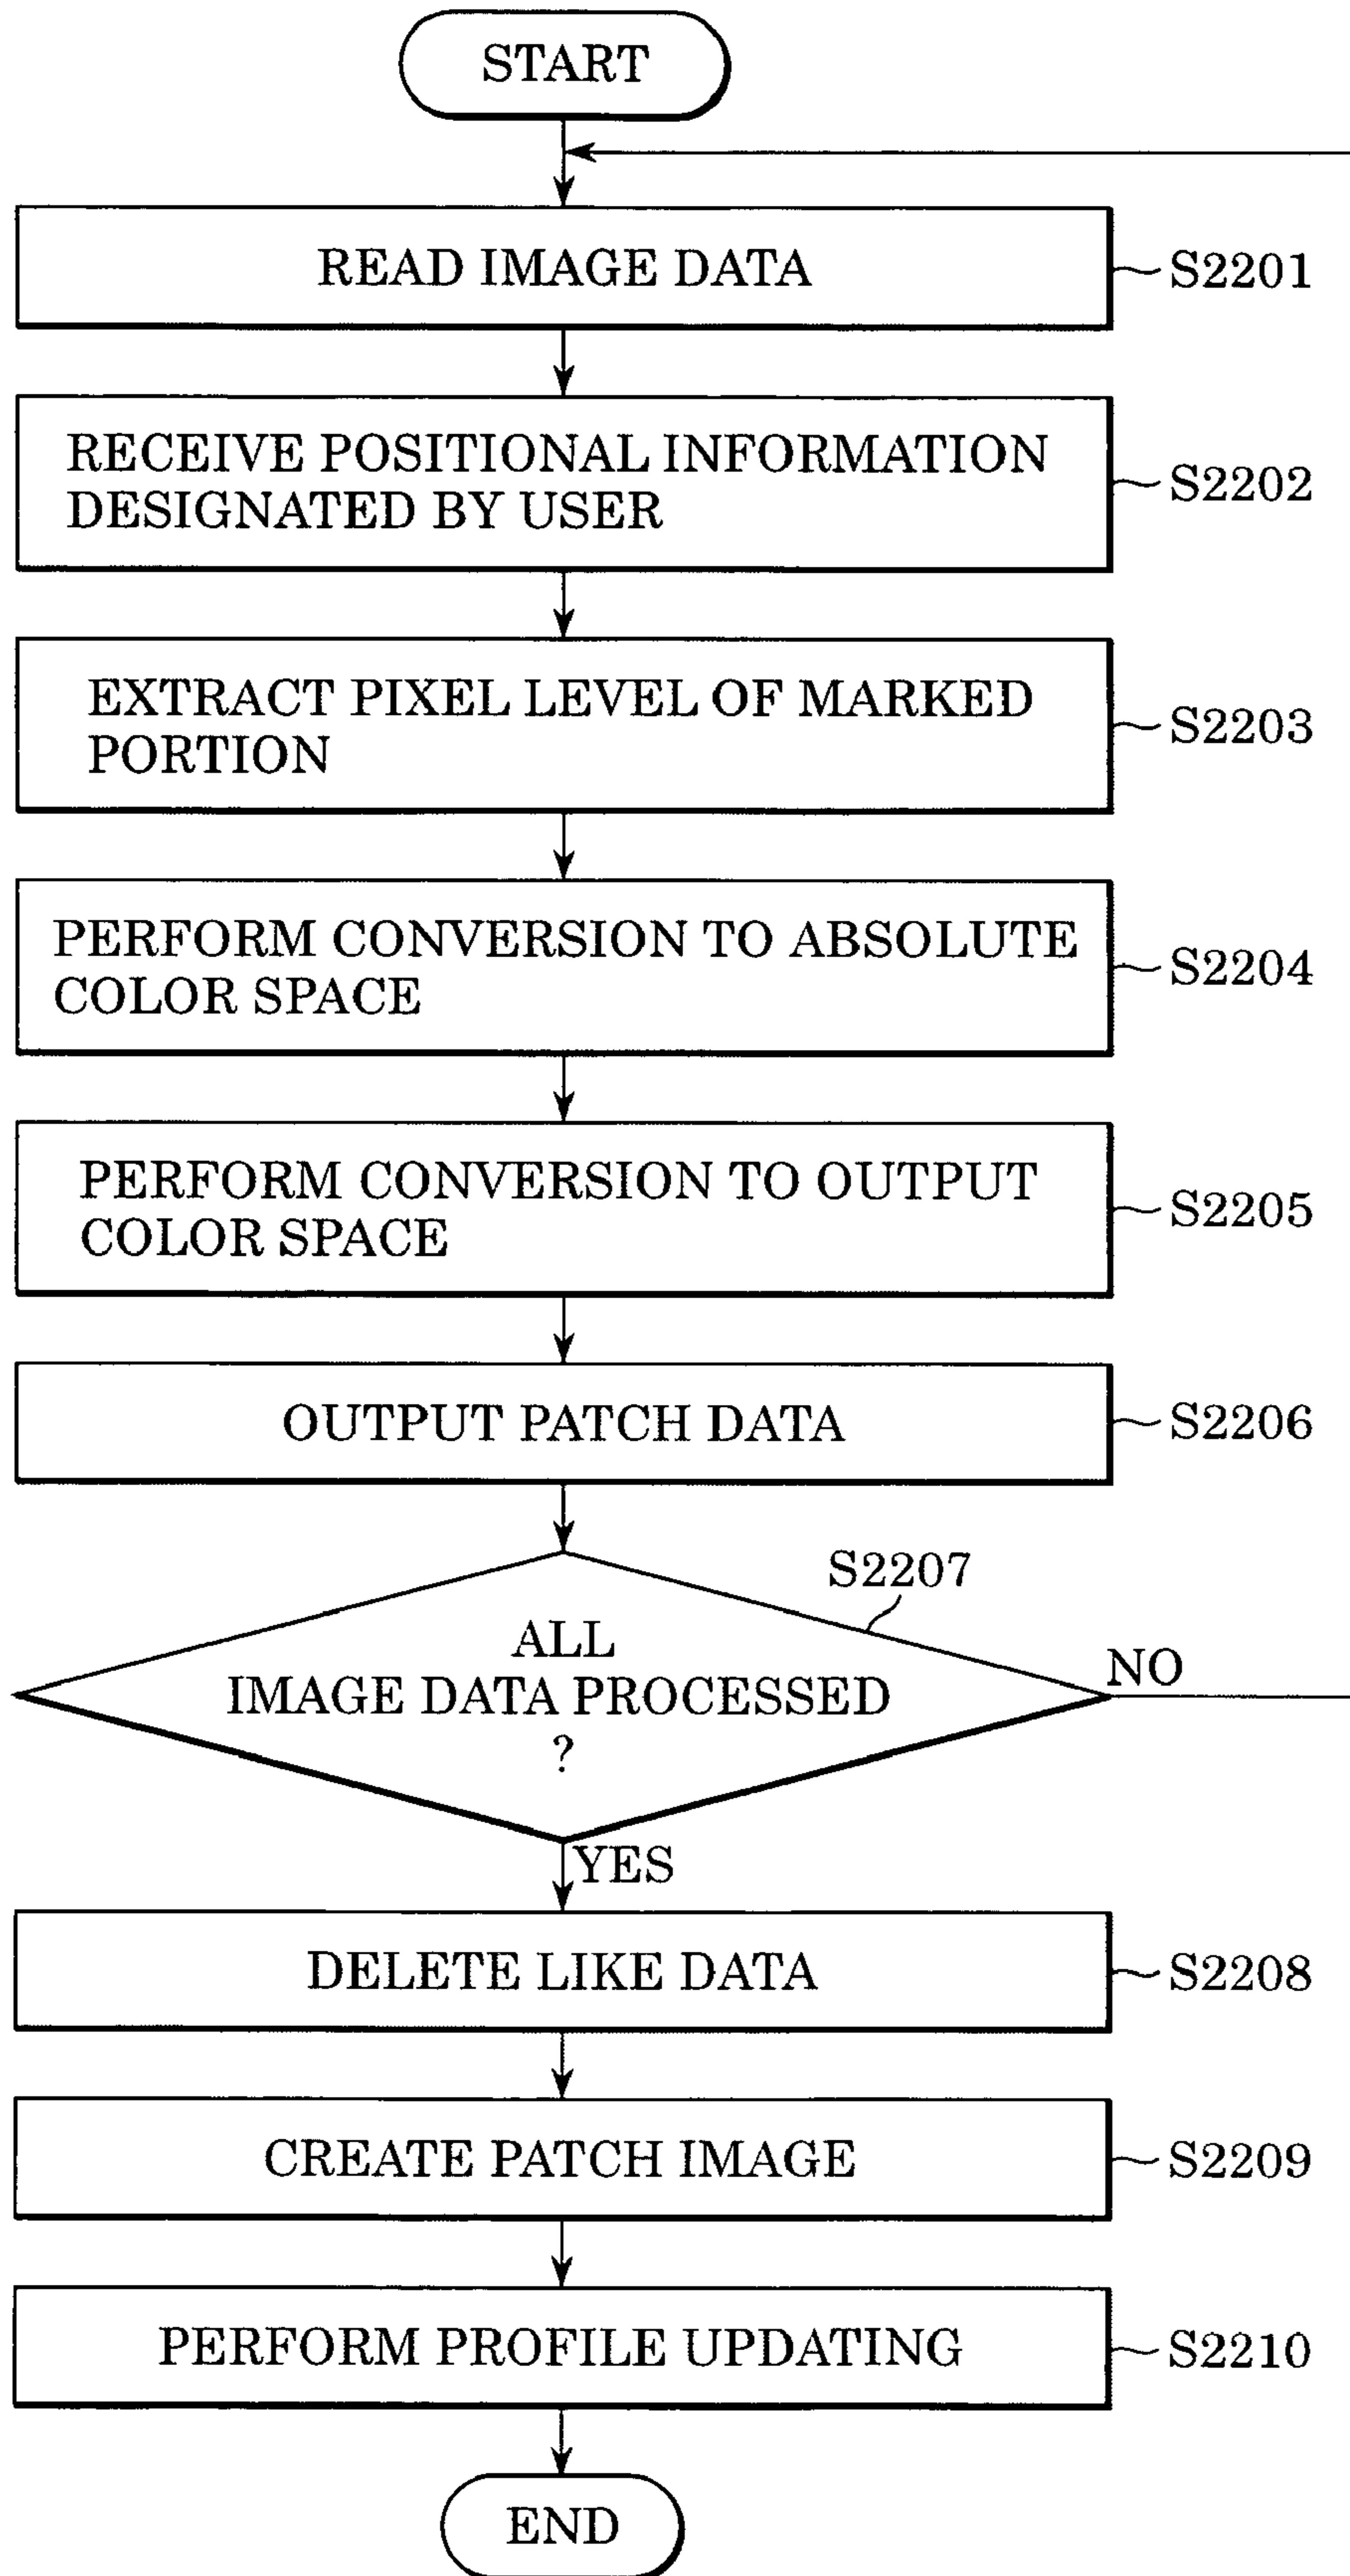 START
READ IMAGE DATA
S2201
RECEIVE POSITIONAL INFORMATION
DESIGNATED BY USER
S2202
EXTRACT PIXEL LEVEL OF MARKED
PORTION
S2203
PERFORM CONVERSION TO ABSOLUTE
COLOR SPACE
S2204
PERFORM CONVERSION TO OUTPUT
COLOR SPACE
S2205
OUTPUT PATCH DATA
S2206
S2207
ALL
IMAGE DATA PROCESSED
?
NO
YES
DELETE LIKE DATA
S2208
CREATE PATCH IMAGE
S2209
PERFORM PROFILE UPDATING
S2210
END